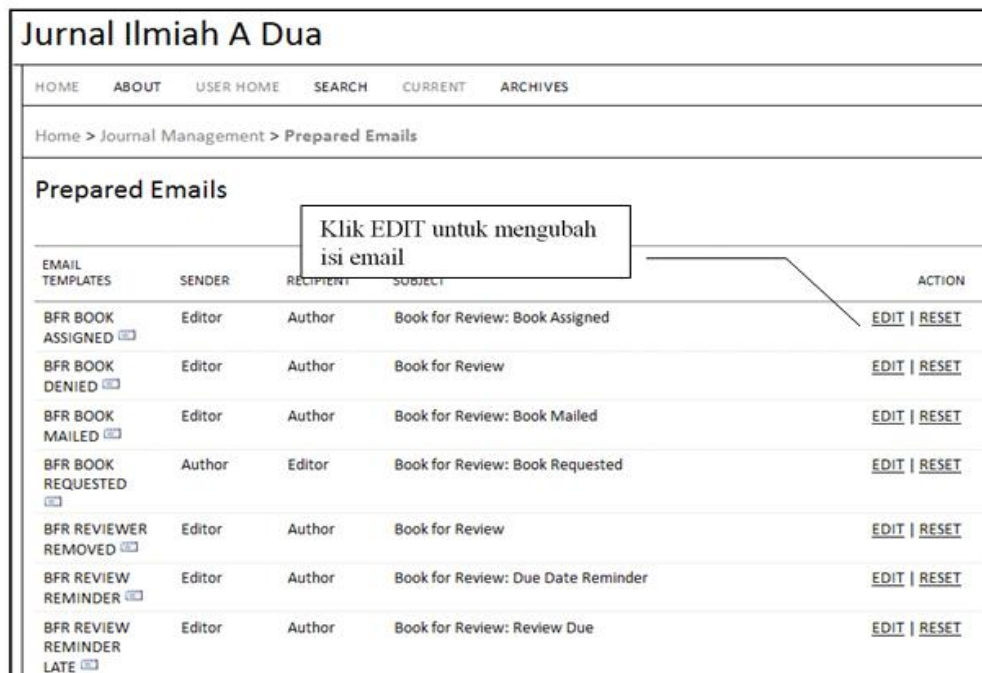 Jurnal Ilmiah A Dua
HOME ABOUT USER HOME SEARCH CURRENT ARCHIVES
Home > Journal Management > Prepared Emails
Prepared Emails
Klik EDIT untuk mengubah
isi email
EMAIL
TEMPLATES SENDER RECIPIENT SUBJECT ACTION
BFR BOOK Editor Author Book for Review: Book Assigned EDIT | RESET
ASSIGNED
BFR BOOK Editor Author Book for Review EDIT | RESET
DENIED
BFR BOOK Editor Author Book for Review: Book Mailed EDIT | RESET
MAILED
BFR BOOK Author Editor Book for Review: Book Requested EDIT | RESET
REQUESTED
BFR REVIEWER Editor Author Book for Review EDIT | RESET
REMOVED
BFR REVIEW Editor Author Book for Review: Due Date Reminder EDIT | RESET
REMINDER
BFR REVIEW Editor Author Book for Review: Review Due EDIT | RESET
REMINDER
LATE